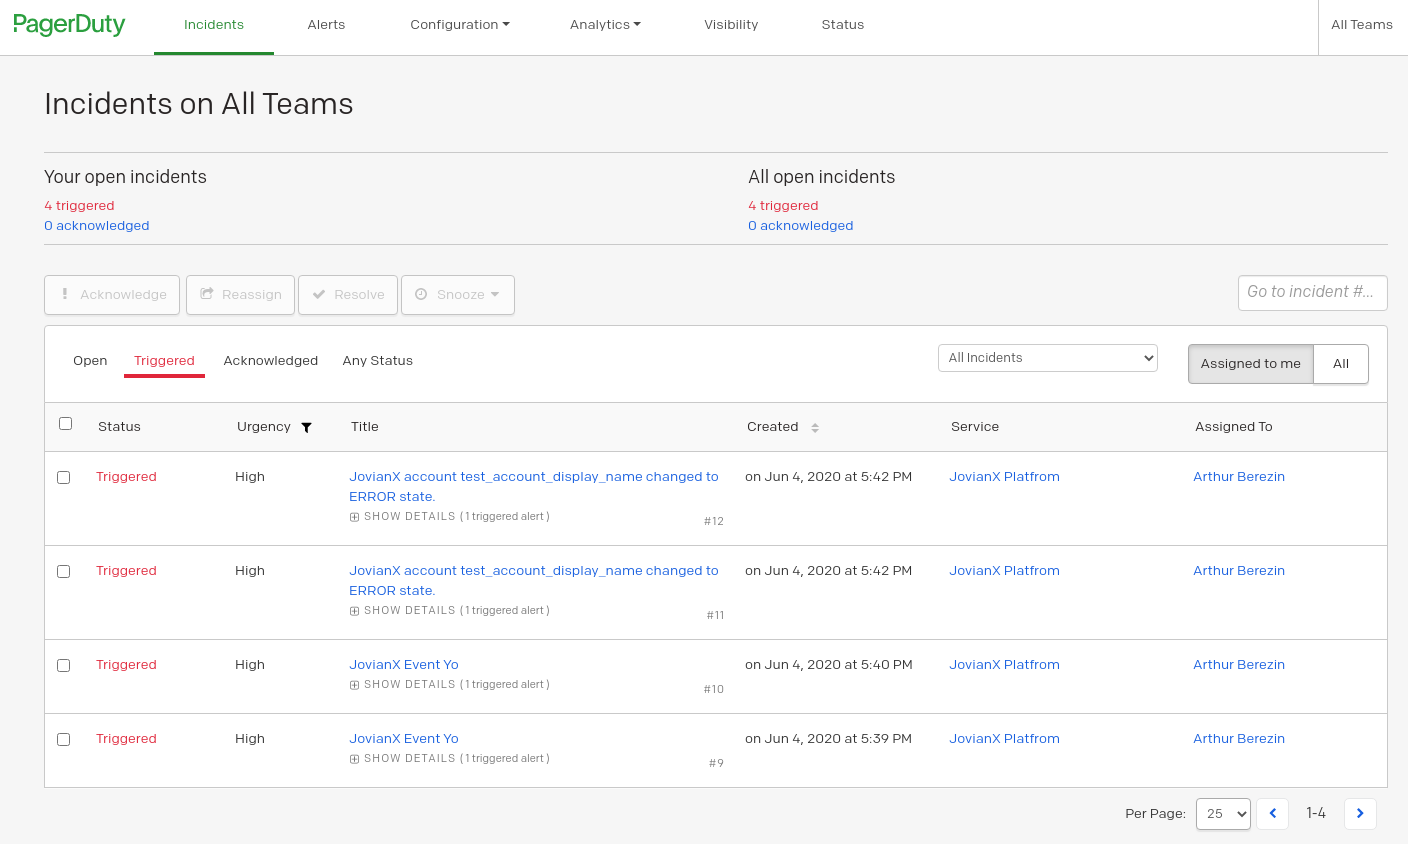 PagerDuty
Incidents
Alerts
Configuration
Analytics
Visibility
Status
All Teams
Incidents on All Teams
Your open incidents
4 triggered
0 acknowledged
All open incidents
4 triggered
0 acknowledged
Acknowledge
Reassign
Resolve
Snooze
Go to incident #...
Open
Triggered
Acknowledged
Any Status
All Incidents
Assigned to me
All
Status
Urgency
Title
Created
Service
Assigned To
Triggered
High
JovianX account test_account_display_name changed to
ERROR state.
SHOW DETAILS (1 triggered alert)
#12
on Jun 4, 2020 at 5:42 PM
JovianX Platfrom
Arthur Berezin
Triggered
High
JovianX account test_account_display_name changed to
ERROR state.
SHOW DETAILS (1 triggered alert)
#11
on Jun 4, 2020 at 5:42 PM
JovianX Platfrom
Arthur Berezin
Triggered
High
JovianX Event Yo
SHOW DETAILS (1 triggered alert)
#10
on Jun 4, 2020 at 5:40 PM
JovianX Platfrom
Arthur Berezin
Triggered
High
JovianX Event Yo
SHOW DETAILS (1 triggered alert)
#9
on Jun 4, 2020 at 5:39 PM
JovianX Platfrom
Arthur Berezin
Per Page:
25
1-4